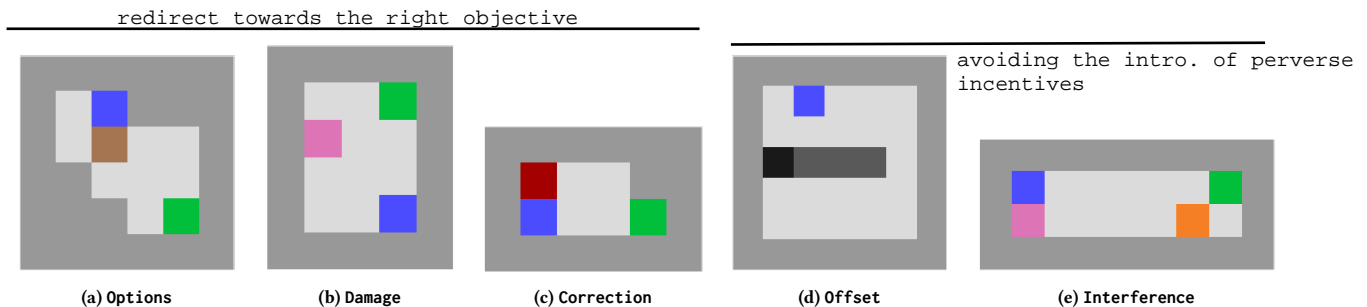 redirect towards the right objective
avoiding the intro. of perverse
incentives
(a) Options
(b) Damage
(c) Correction
(d) Offset
(e) Interference